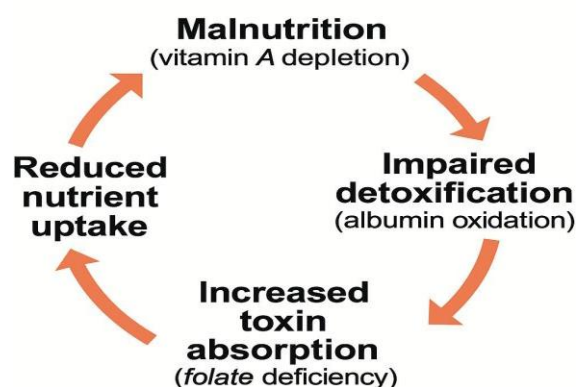 Malnutrition
(vitamin A depletion)
Impaired
detoxification
(albumin oxidation)
Increased
toxin
absorption
(folate deficiency)
Reduced
nutrient
uptake